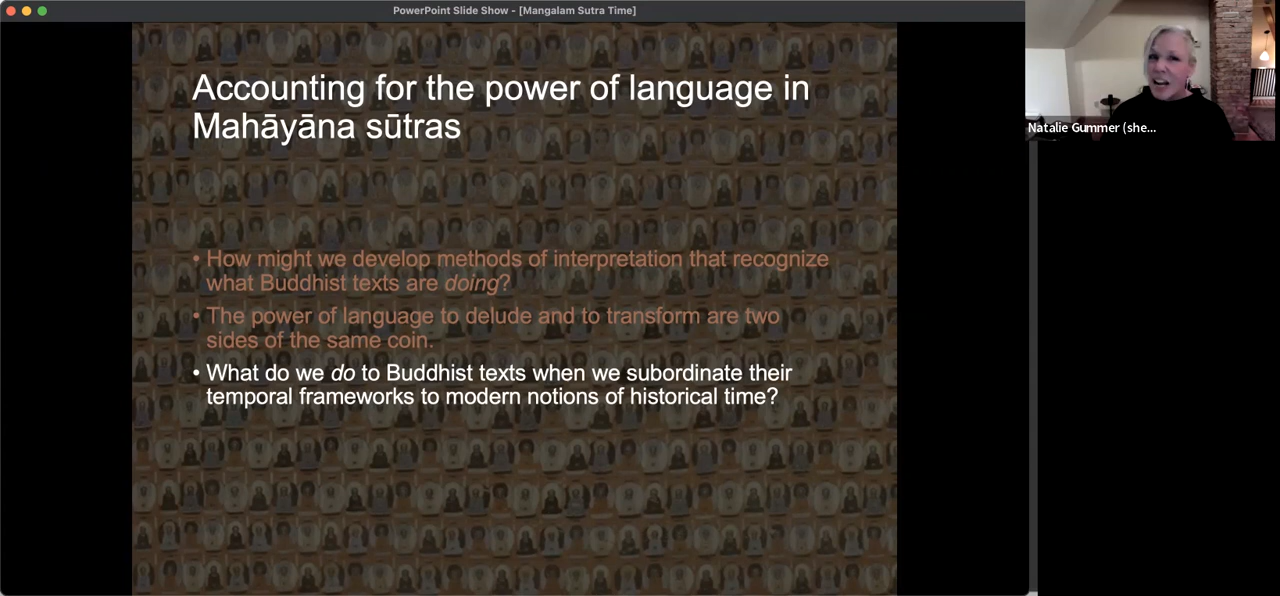 PowerPoint Slide Show - [Mangalam Sutra Time]
Accounting for the power of language in
Mahāyāna sūtras
• How might we develop methods of interpretation that recognize
what Buddhist texts are doing?
• The power of language to delude and to transform are two
sides of the same coin.
• What do we do to Buddhist texts when we subordinate their
temporal frameworks to modern notions of historical time?
Natalie Gummer (she...